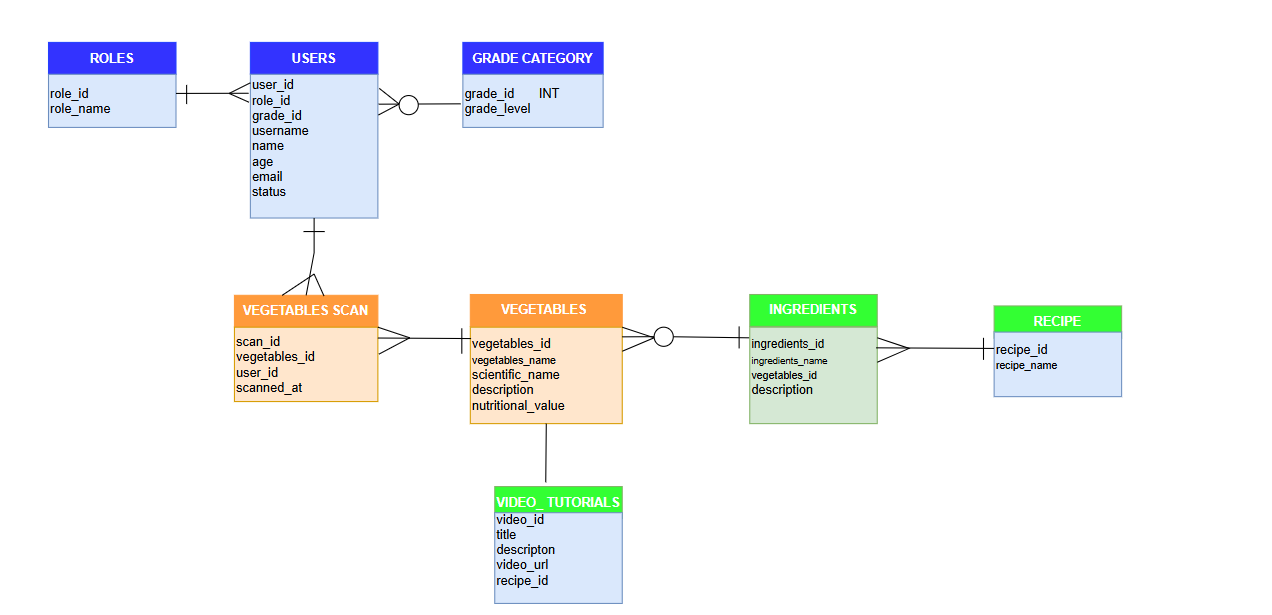 ROLES
role_id
role_name
USERS
user_id
role_id
grade_id
username
name
age
email
status
GRADE CATEGORY
grade_id INT
grade_level
VEGETABLES SCAN
scan_id
vegetables_id
user_id
scanned_at
VEGETABLES
vegetables_id
vegetables_name
scientific_name
description
nutritional_value
INGREDIENTS
ingredients_id
ingredients_name
vegetables_id
description
RECIPE
recipe_id
recipe_name
VIDEO_ TUTORIALS
video_id
title
descripton
video_url
recipe_id